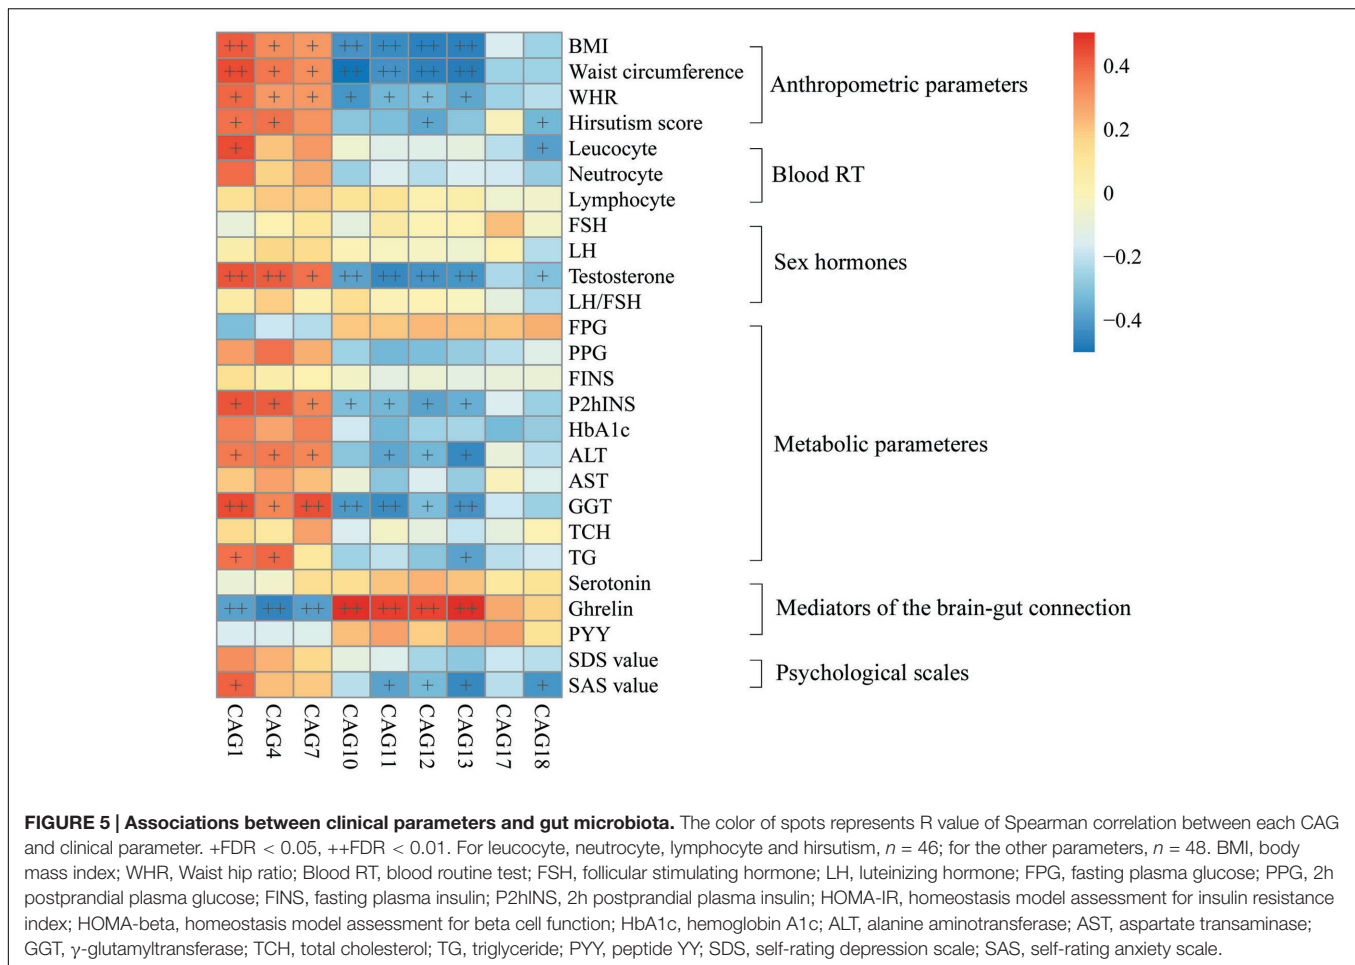 ++ + + ++ ++ ++ ++ BMI
++ + + ++ ++ ++ ++ Waist circumference
+ + + + + + + WHR
+ + + + Hirsutism score
+ + Leucocyte
Neutrocyte
Lymphocyte
FSH
LH
++ ++ + ++ ++ ++ ++ + Testosterone
LH/FSH
FPG
PPG
FINS
+ + + + + + + P2hINS
HbA1c
+ + + + + + ALT
AST
++ + ++ ++ ++ + ++ GGT
TCH
+ + + TG
Serotonin
++ ++ ++ ++ ++ ++ ++ Ghrelin
PYY
SDS value
+ + + + + SAS value
Anthropometric parameters
Blood RT
Sex hormones
Metabolic parameteres
Mediators of the brain-gut connection
Psychological scales
0.4
0.2
0
−0.2
−0.4
CAG1 CAG4 CAG7 CAG10 CAG11 CAG12 CAG13 CAG17 CAG18
FIGURE 5 | Associations between clinical parameters and gut microbiota. The color of spots represents R value of Spearman correlation between each CAG
and clinical parameter. +FDR < 0.05, ++FDR < 0.01. For leucocyte, neutrocyte, lymphocyte and hirsutism, n = 46; for the other parameters, n = 48. BMI, body
mass index; WHR, Waist hip ratio; Blood RT, blood routine test; FSH, follicular stimulating hormone; LH, luteinizing hormone; FPG, fasting plasma glucose; PPG, 2h
postprandial plasma glucose; FINS, fasting plasma insulin; P2hINS, 2h postprandial plasma insulin; HOMA-IR, homeostasis model assessment for insulin resistance
index; HOMA-beta, homeostasis model assessment for beta cell function; HbA1c, hemoglobin A1c; ALT, alanine aminotransferase; AST, aspartate transaminase;
GGT, γ-glutamyltransferase; TCH, total cholesterol; TG, triglyceride; PYY, peptide YY; SDS, self-rating depression scale; SAS, self-rating anxiety scale.